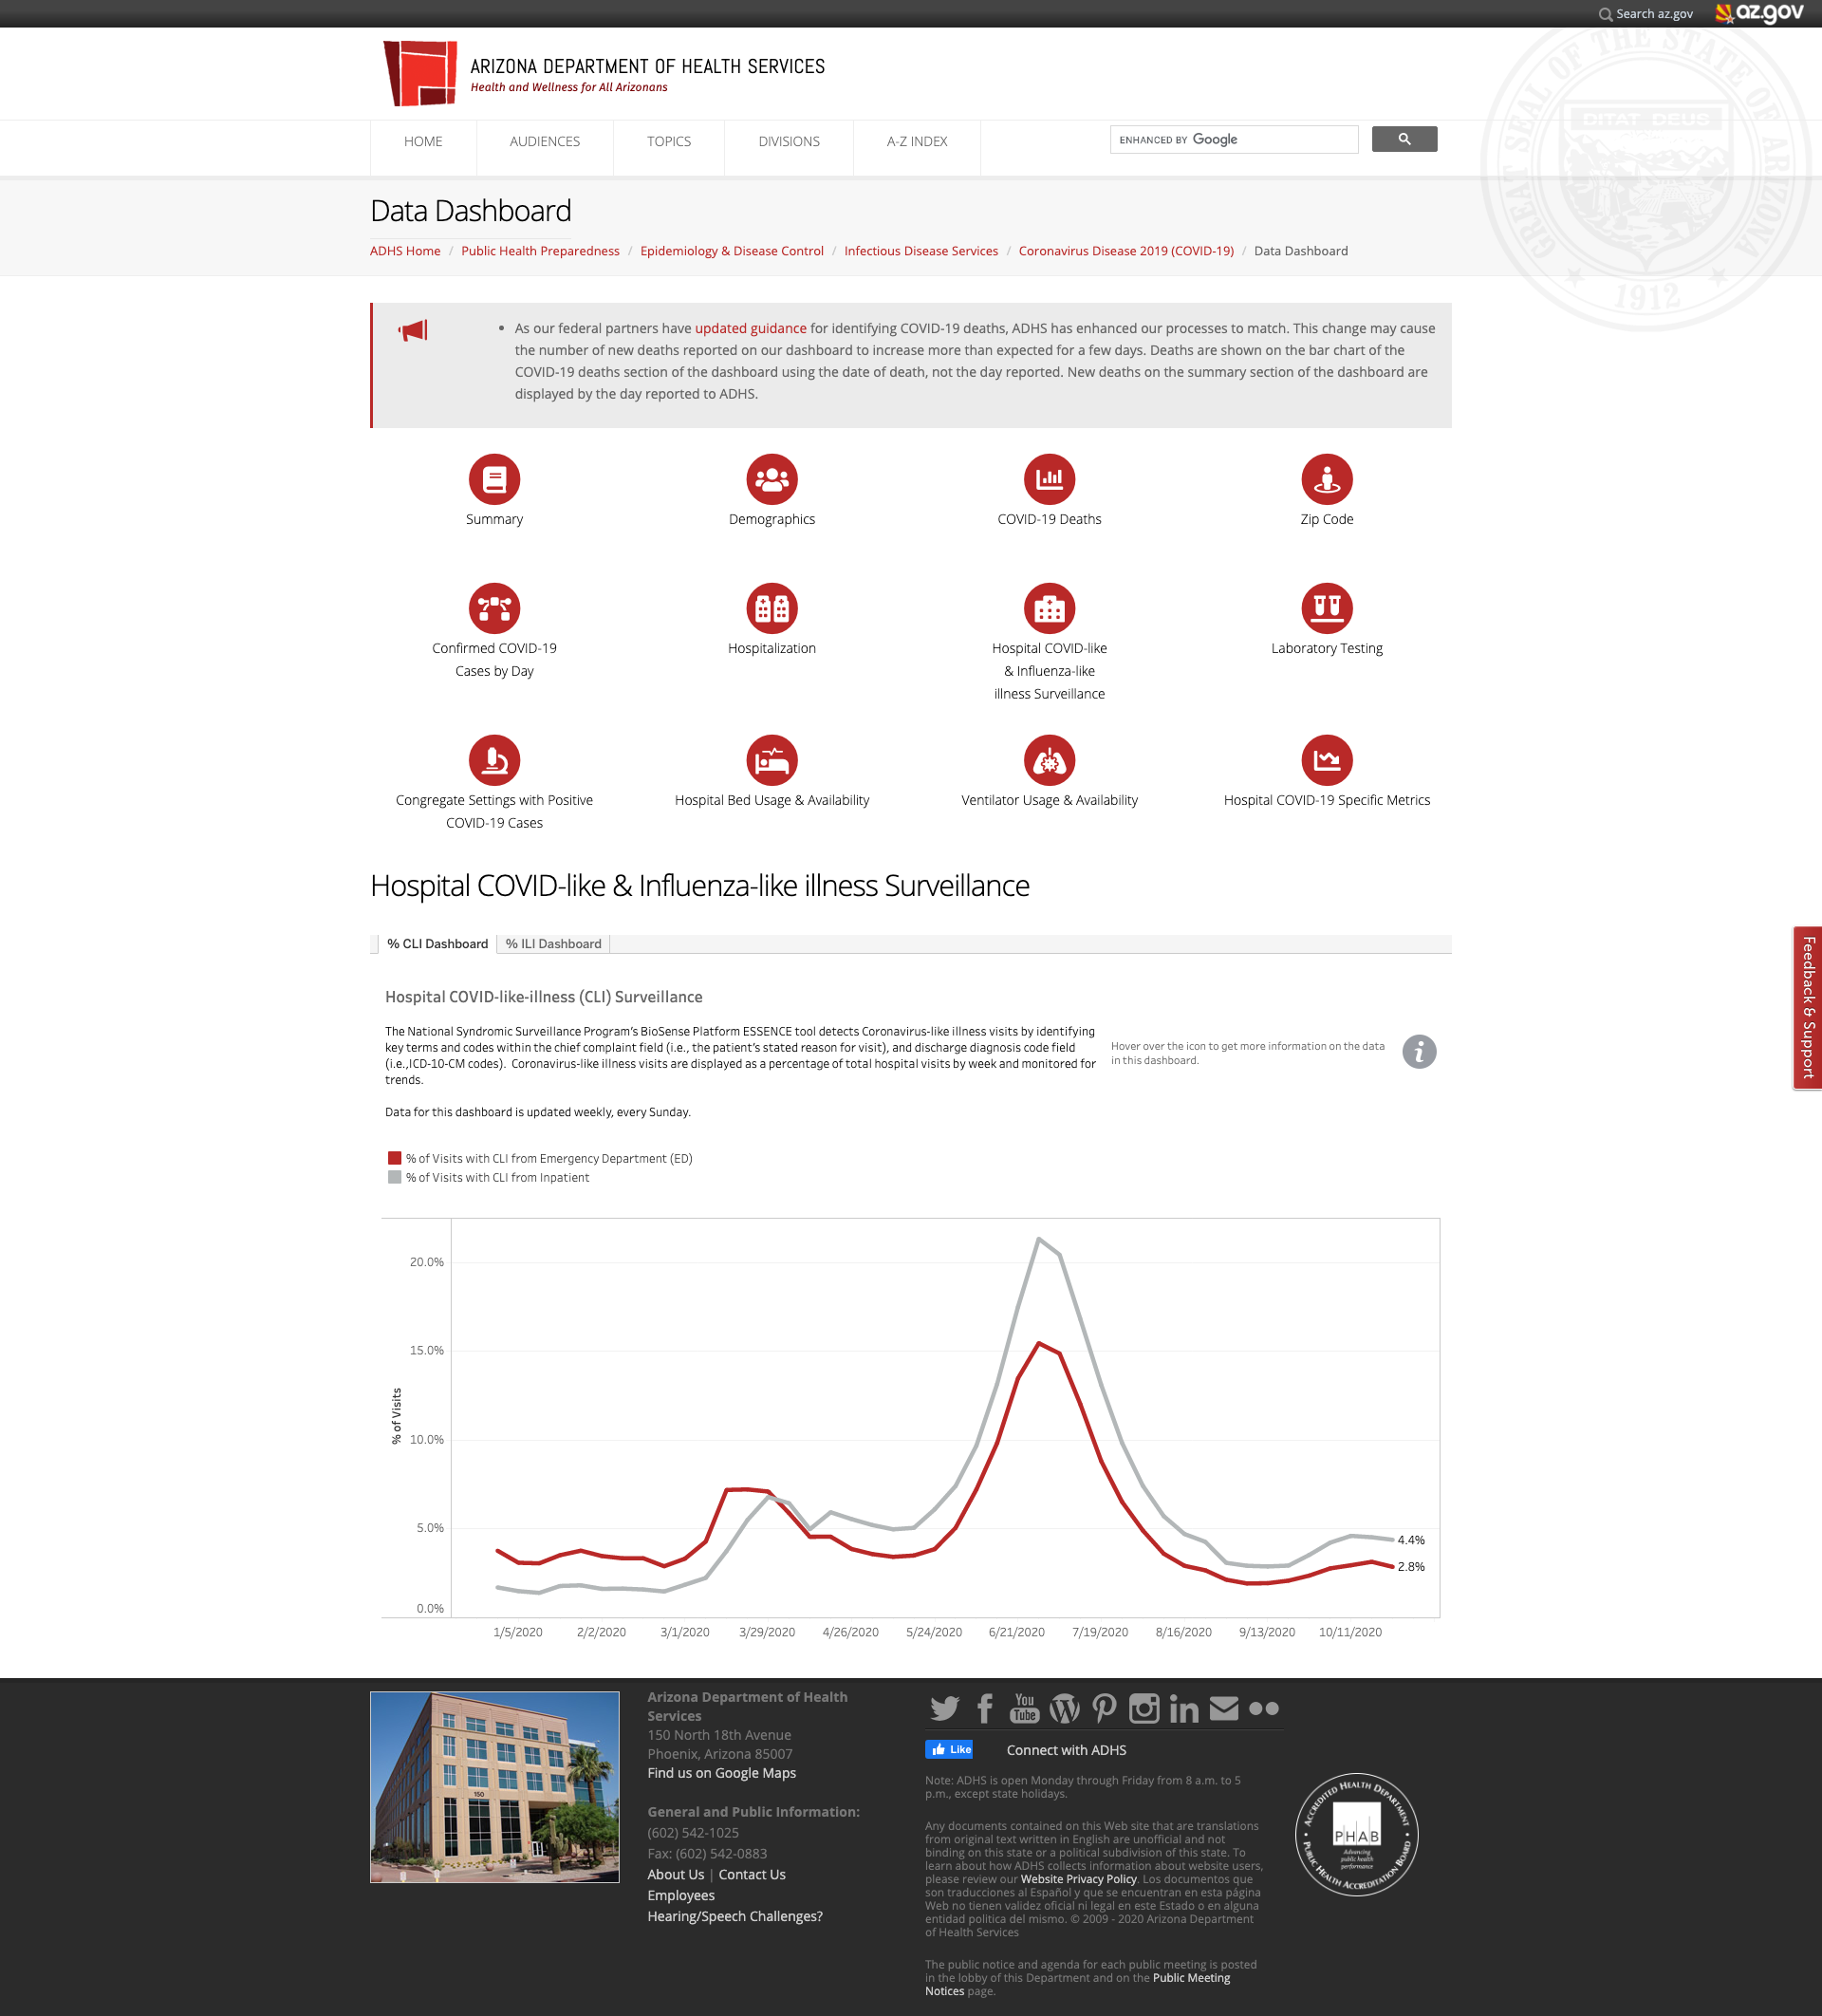 Search az.gov
az.gov
GREAT SEAL OF THE STATE OF ARIZONA
DITAT DEUS
1912
ARIZONA DEPARTMENT OF HEALTH SERVICES
Health and Wellness for All Arizonans
HOME AUDIENCES TOPICS DIVISIONS A-Z INDEX
ENHANCED BY Google
Data Dashboard
ADHS Home / Public Health Preparedness / Epidemiology & Disease Control / Infectious Disease Services / Coronavirus Disease 2019 (COVID-19) / Data Dashboard
• As our federal partners have updated guidance for identifying COVID-19 deaths, ADHS has enhanced our processes to match. This change may cause
the number of new deaths reported on our dashboard to increase more than expected for a few days. Deaths are shown on the bar chart of the
COVID-19 deaths section of the dashboard using the date of death, not the day reported. New deaths on the summary section of the dashboard are
displayed by the day reported to ADHS.
Summary
Demographics
COVID-19 Deaths
Zip Code
Confirmed COVID-19
Cases by Day
Hospitalization
Hospital COVID-like
& Influenza-like
illness Surveillance
Laboratory Testing
Congregate Settings with Positive
COVID-19 Cases
Hospital Bed Usage & Availability
Ventilator Usage & Availability
Hospital COVID-19 Specific Metrics
Hospital COVID-like & Influenza-like illness Surveillance
Feedback & Support
% CLI Dashboard % ILI Dashboard
Hospital COVID-like-illness (CLI) Surveillance
The National Syndromic Surveillance Program's BioSense Platform ESSENCE tool detects Coronavirus-like illness visits by identifying
key terms and codes within the chief complaint field (i.e., the patient's stated reason for visit), and discharge diagnosis code field
(i.e.,ICD-10-CM codes). Coronavirus-like illness visits are displayed as a percentage of total hospital visits by week and monitored for
trends.
Data for this dashboard is updated weekly, every Sunday.
Hover over the icon to get more information on the data
in this dashboard.
i
% of Visits with CLI from Emergency Department (ED)
% of Visits with CLI from Inpatient
% of Visits
20.0%
15.0%
10.0%
5.0%
0.0%
4.4%
2.8%
1/5/2020 2/2/2020 3/1/2020 3/29/2020 4/26/2020 5/24/2020 6/21/2020 7/19/2020 8/16/2020 9/13/2020 10/11/2020
150
Arizona Department of Health
Services
150 North 18th Avenue
Phoenix, Arizona 85007
Find us on Google Maps
General and Public Information:
(602) 542-1025
Fax: (602) 542-0883
About Us | Contact Us
Employees
Hearing/Speech Challenges?
You
Tube
Like
Connect with ADHS
Note: ADHS is open Monday through Friday from 8 a.m. to 5
p.m., except state holidays.
Any documents contained on this Web site that are translations
from original text written in English are unofficial and not
binding on this state or a political subdivision of this state. To
learn about how ADHS collects information about website users,
please review our Website Privacy Policy. Los documentos que
son traducciones al Español y que se encuentran en esta página
Web no tienen validez oficial ni legal en este Estado o en alguna
entidad politica del mismo. © 2009 - 2020 Arizona Department
of Health Services
The public notice and agenda for each public meeting is posted
in the lobby of this Department and on the Public Meeting
Notices page.
ACCREDITED HEALTH DEPARTMENT
PHAB
Advancing
public health
performance
PUBLIC HEALTH ACCREDITATION BOARD